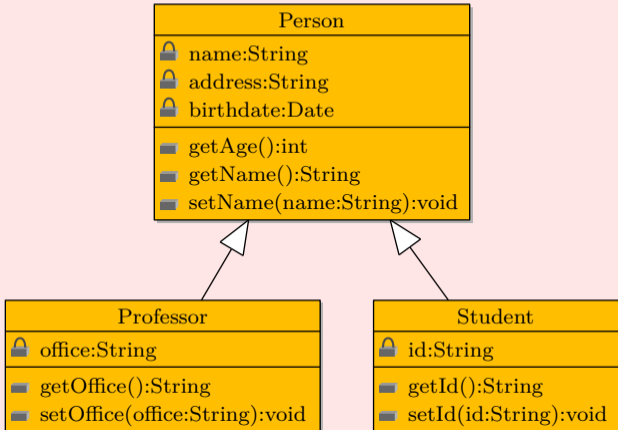 Person
name:String
address:String
birthdate:Date
getAge():int
getName():String
setName(name:String):void
Professor
office:String
getOffice():String
setOffice(office:String):void
Student
id:String
getId():String
setId(id:String):void